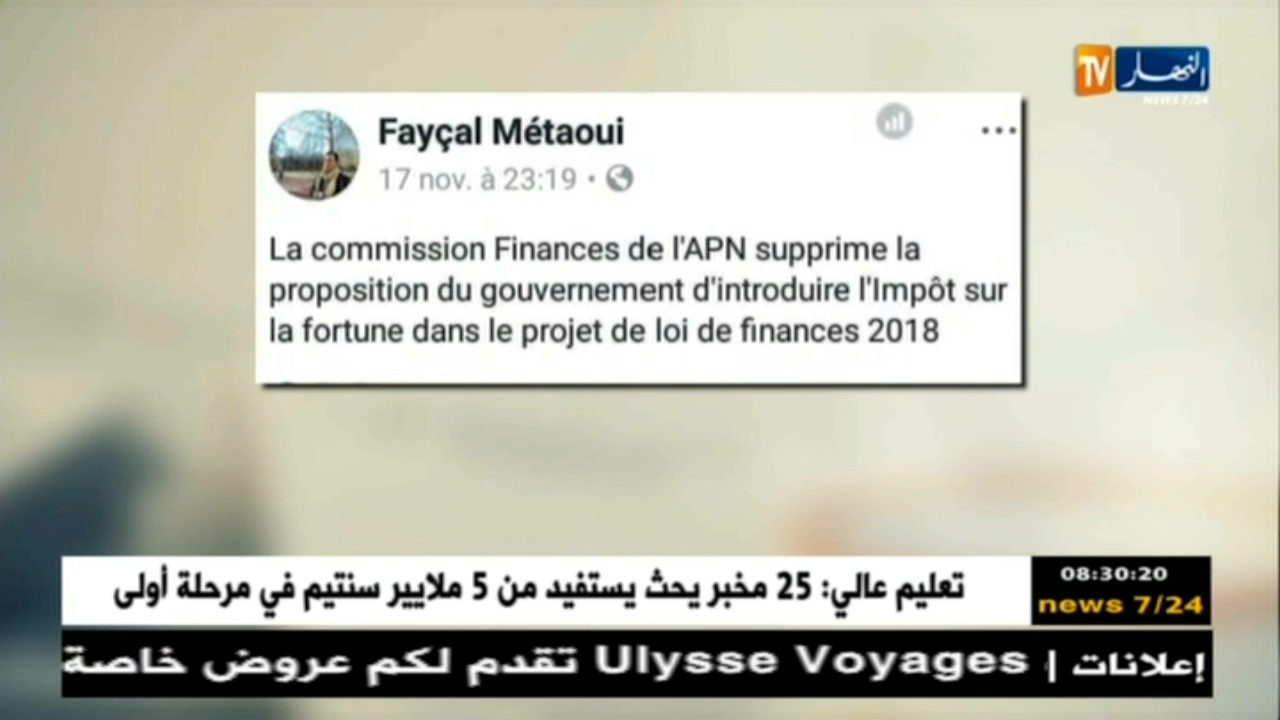 TV النهار
NEWS 7/24
Fayçal Métaoui
17 nov. à 23:19
La commission Finances de l'APN supprime la
proposition du gouvernement d'introduire l'Impôt sur
la fortune dans le projet de loi de finances 2018
تعليم عالي: 25 مخبر يحث يستفيد من 5 ملايير سنتيم في مرحلة أولى
08:30:20
news 7/24
إعلانات | Ulysse Voyages تقدم لكم عروض خاصة